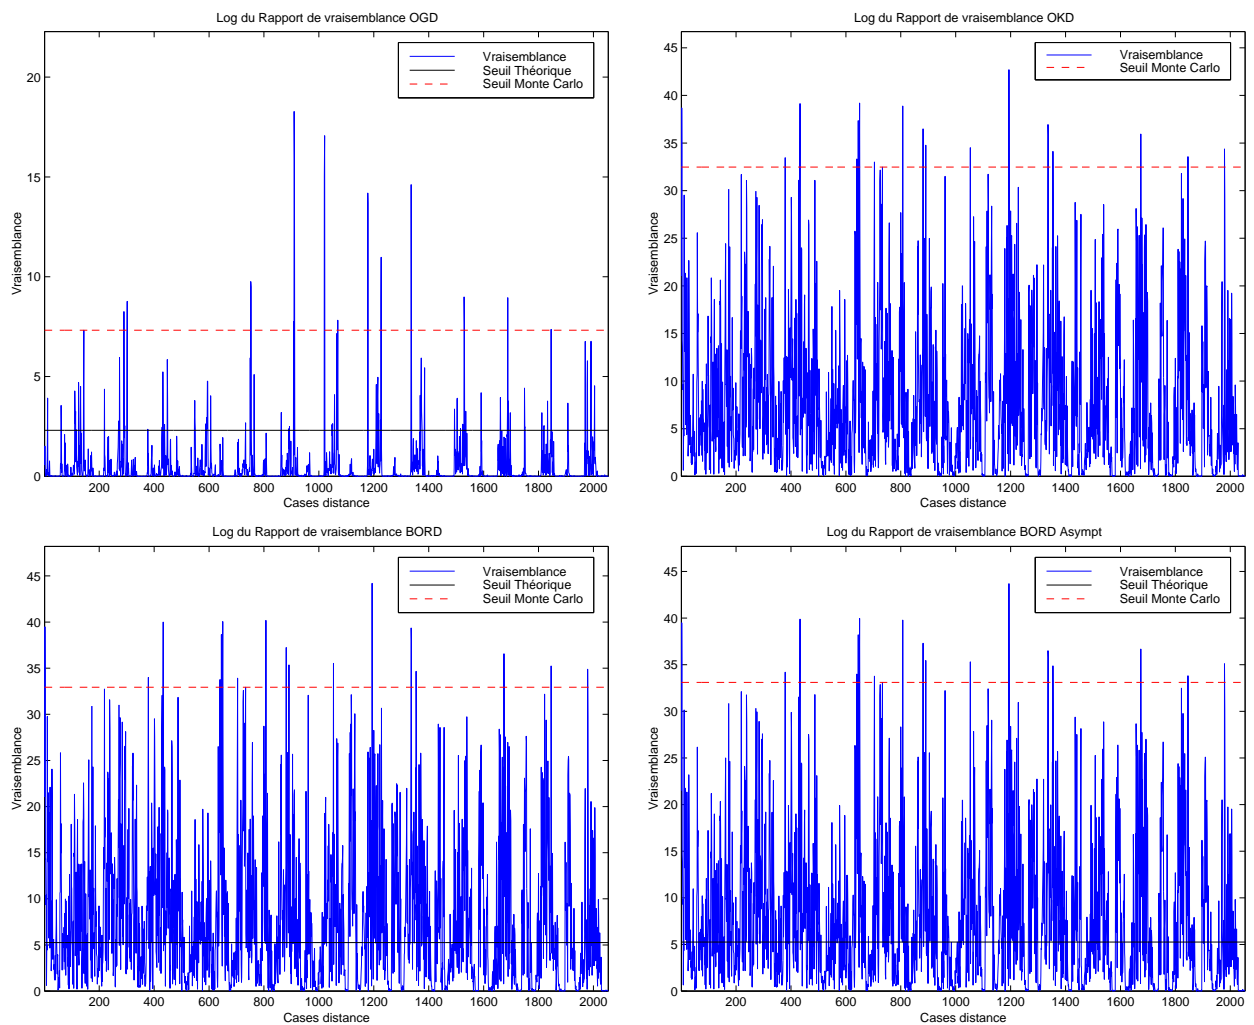 Log du Rapport de vraisemblance OGD
Vraisemblance
Seuil Théorique
Seuil Monte Carlo
Vraisemblance
20
15
10
5
0
200 400 600 800 1000 1200 1400 1600 1800 2000
Cases distance
Log du Rapport de vraisemblance OKD
Vraisemblance
Seuil Monte Carlo
Vraisemblance
45
40
35
30
25
20
15
10
5
0
200 400 600 800 1000 1200 1400 1600 1800 2000
Cases distance
Log du Rapport de vraisemblance BORD
Vraisemblance
Seuil Théorique
Seuil Monte Carlo
Vraisemblance
45
40
35
30
25
20
15
10
5
0
200 400 600 800 1000 1200 1400 1600 1800 2000
Cases distance
Log du Rapport de vraisemblance BORD Asympt
Vraisemblance
Seuil Théorique
Seuil Monte Carlo
Vraisemblance
45
40
35
30
25
20
15
10
5
0
200 400 600 800 1000 1200 1400 1600 1800 2000
Cases distance